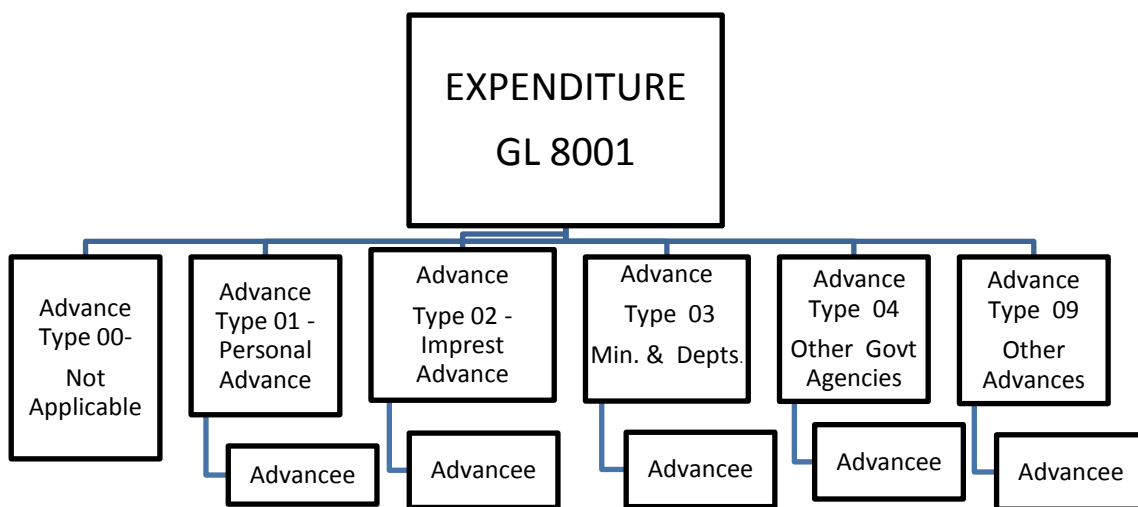 EXPENDITURE
GL 8001
Advance
Type 00-
Not
Applicable
Advance
Type 01 -
Personal
Advance
Advance
Type 02 -
Imprest
Advance
Advance
Type 03
Min. & Depts.
Advance
Type 04
Other Govt
Agencies
Advance
Type 09
Other
Advances
Advancee
Advancee
Advancee
Advancee
Advancee